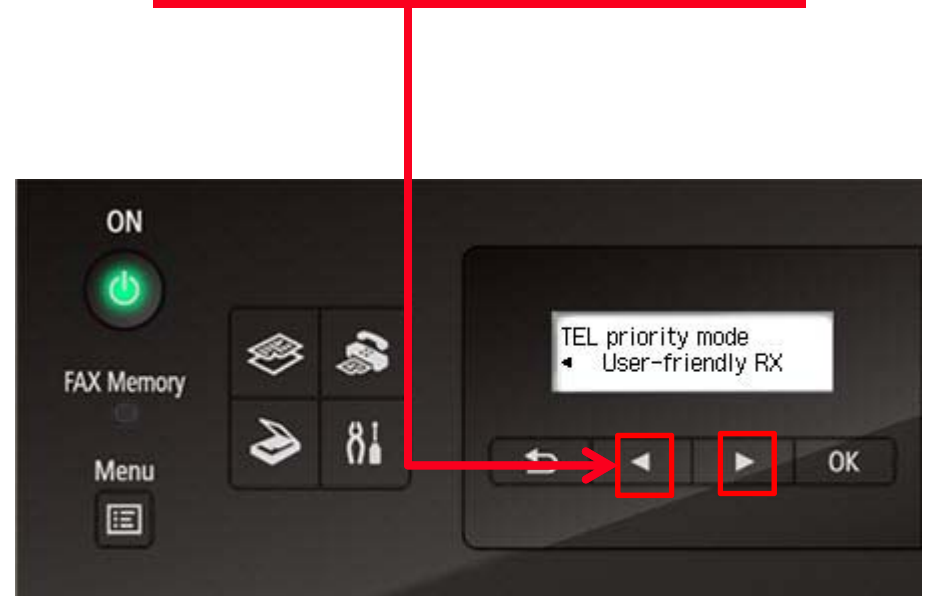 ON
FAX Memory
Menu
TEL priority mode
◄ User-friendly RX
OK